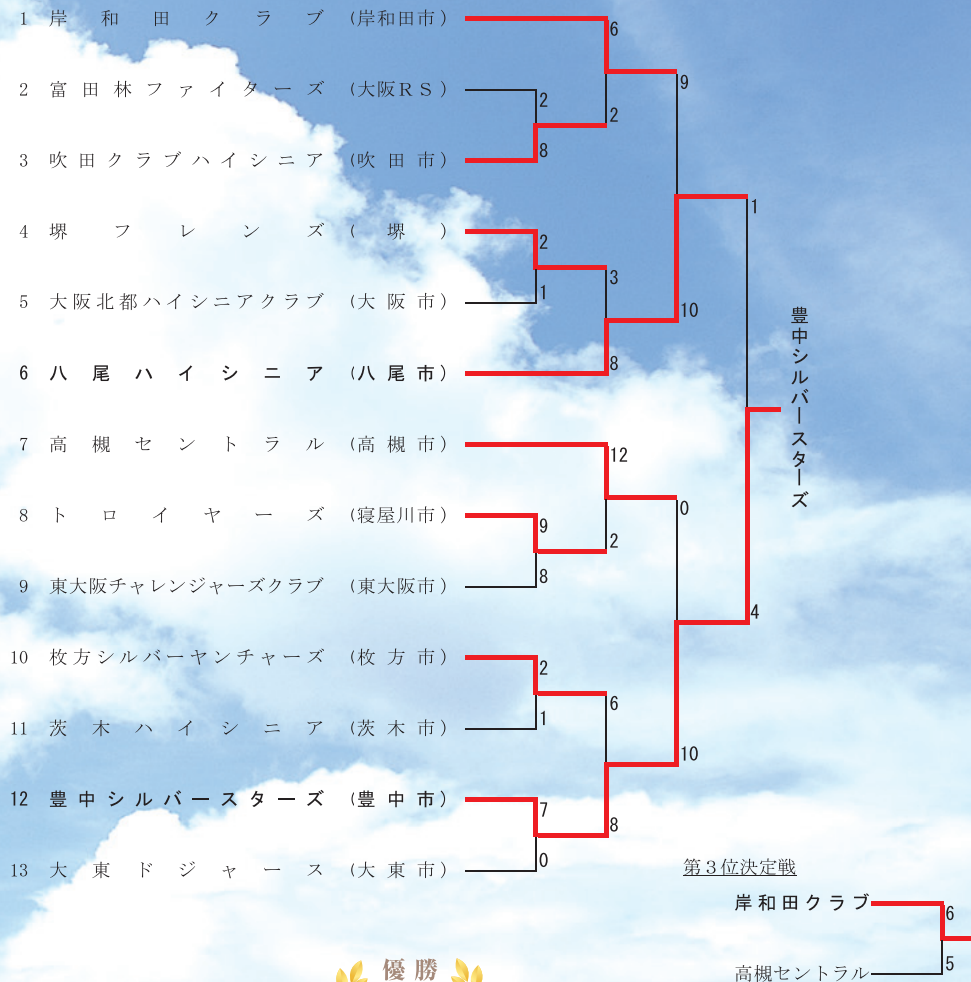 1 岸和田クラブ (岸和田市)
6
2 富田林ファイターズ (大阪RS)
9
2
2
3 吹田クラブハイシニア (吹田市)
8
4 堺フレンズ (堺)
2
1
3
5 大阪北都ハイシニアクラブ (大阪市)
1
10
6 八尾ハイシニア (八尾市)
8
豊中シルバースターズ
7 高槻セントラル (高槻市)
12
8 トロイヤーズ (寝屋川市)
0
9
2
9 東大阪チャレンジャーズクラブ (東大阪市)
8
4
10 枚方シルバーヤンチャーズ (枚方市)
2
6
11 茨木ハイシニア (茨木市)
1
10
12 豊中シルバースターズ (豊中市)
7
8
13 大東ドジャース (大東市)
0
第3位決定戦
岸和田クラブ
6
5
高槻セントラル
優勝